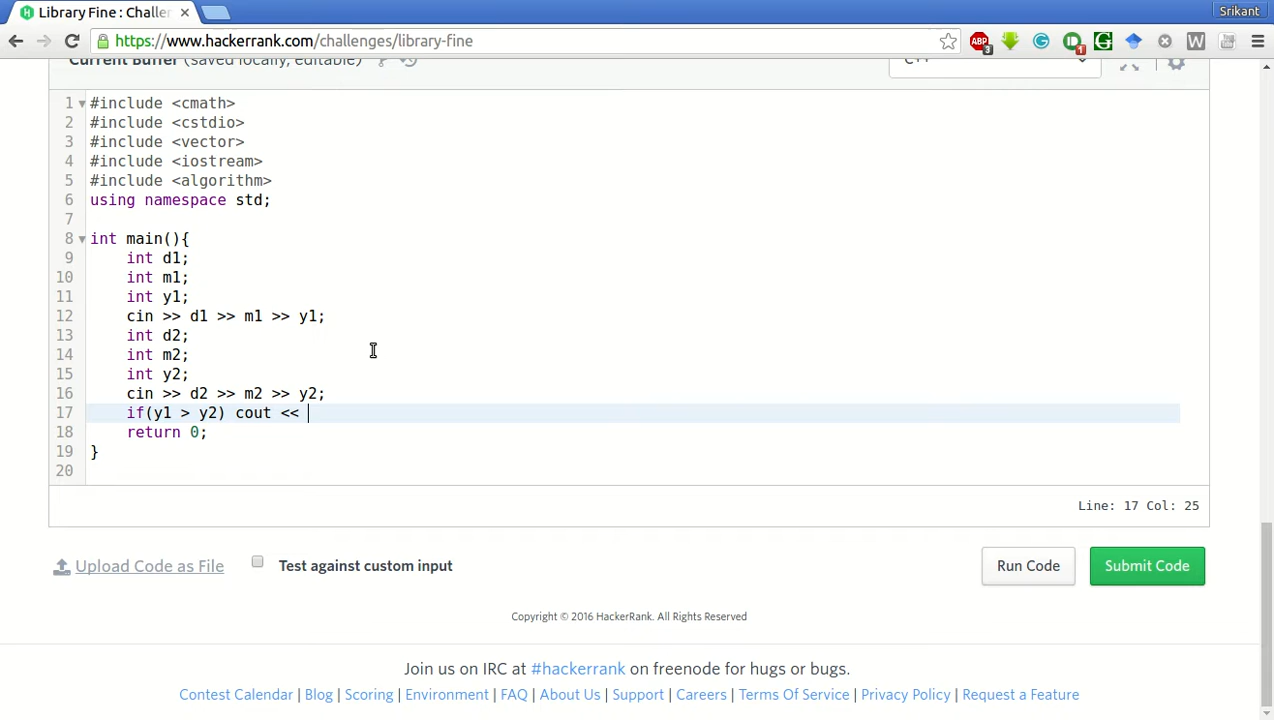 Library Fine : Challe
Srikant
https://www.hackerrank.com/challenges/library-fine
Current Buffer (saved locally, editable)
C++
1 #include <cmath>
2 #include <cstdio>
3 #include <vector>
4 #include <iostream>
5 #include <algorithm>
6 using namespace std;
7
8 int main(){
9 int d1;
10 int m1;
11 int y1;
12 cin >> d1 >> m1 >> y1;
13 int d2;
14 int m2;
15 int y2;
16 cin >> d2 >> m2 >> y2;
17 if(y1 > y2) cout <<
18 return 0;
19 }
20
Line: 17 Col: 25
Upload Code as File
Test against custom input
Run Code
Submit Code
Copyright © 2016 HackerRank. All Rights Reserved
Join us on IRC at #hackerrank on freenode for hugs or bugs.
Contest Calendar | Blog | Scoring | Environment | FAQ | About Us | Support | Careers | Terms Of Service | Privacy Policy | Request a Feature